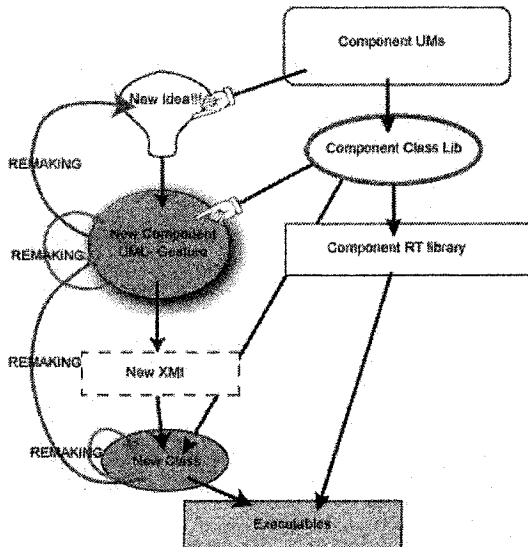 Component UMs
New Idea!!!
Component Class Lib
REMAKING
New Component
UML- Gesture
Component RT library
REMAKING
New XMI
REMAKING
New Class
Executables